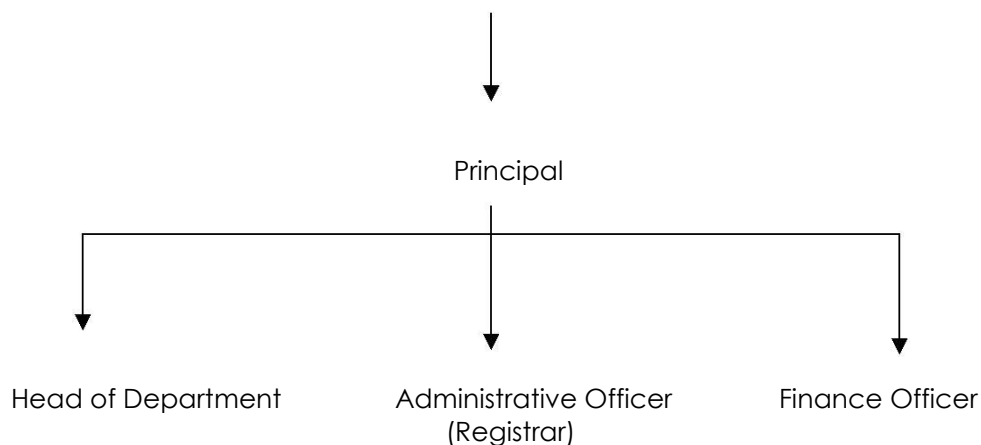 Principal
Head of Department
Administrative Officer
(Registrar)
Finance Officer